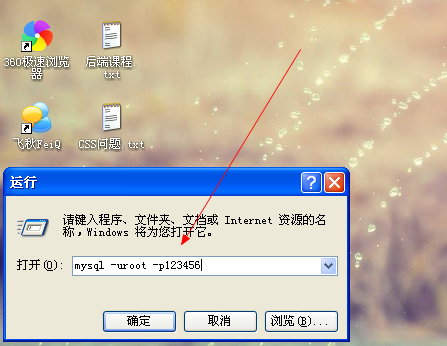 360极速浏览
器
后端课程
txt
飞秋FeiQ
CSS问题 txt
运行
请键入程序、文件夹、文档或 Internet 资源的名
称，Windows 将为您打开它。
打开(O): mysql -uroot -p123456
确定 取消 浏览(B)...